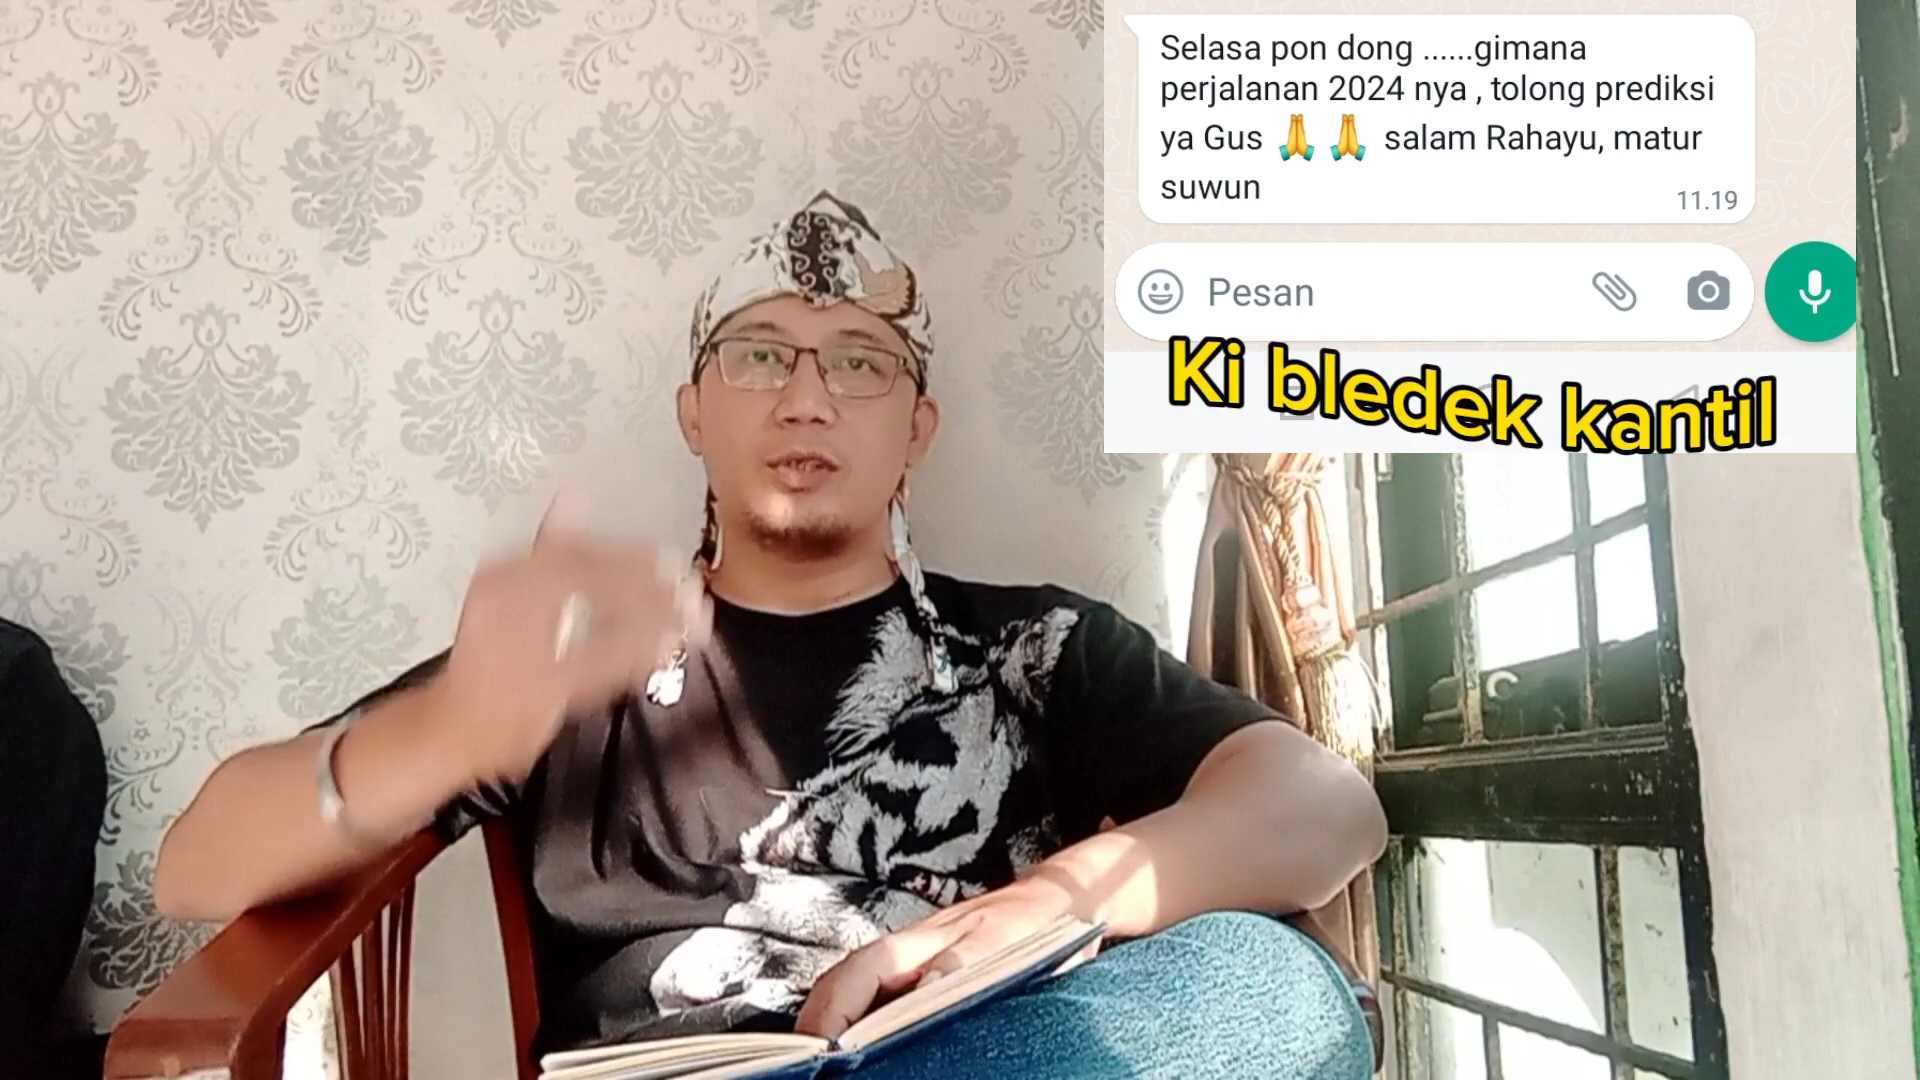 Selasa pon dong ......gimana
perjalanan 2024 nya , tolong prediksi
ya Gus 🙏 🙏 salam Rahayu, matur
suwun
11.19
Pesan
Ki bledek kantil